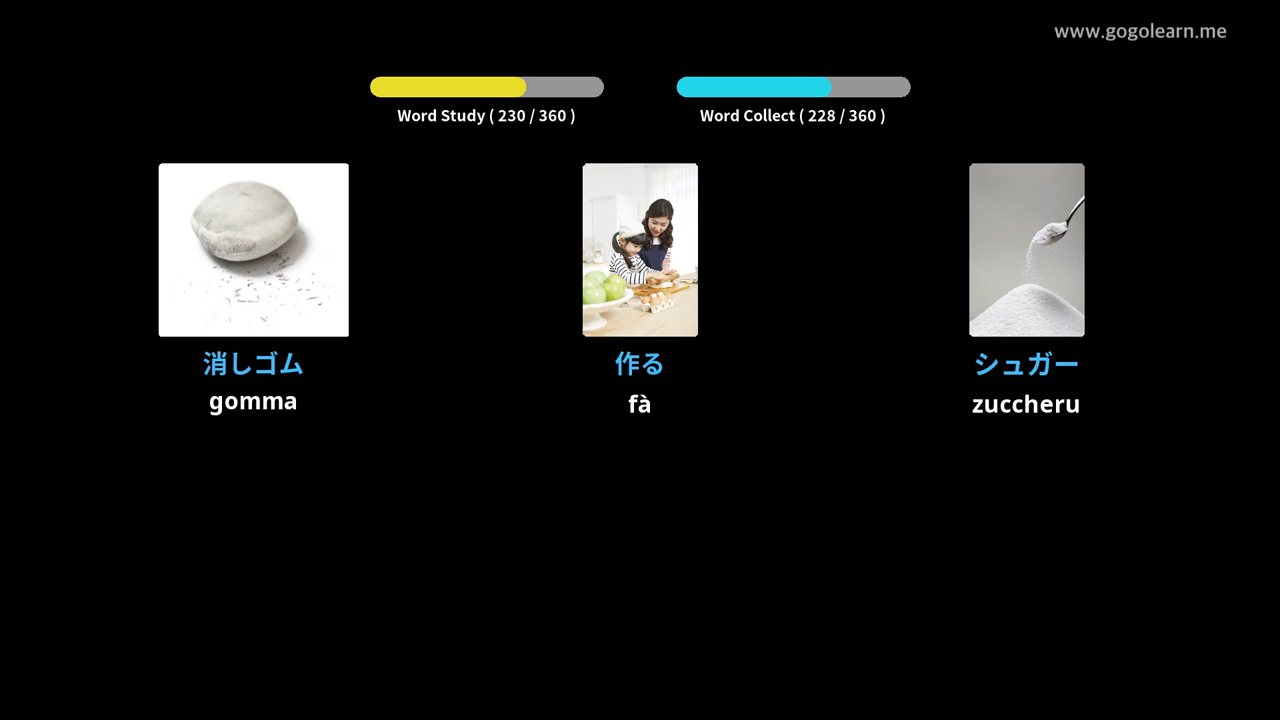 www.gogolearn.me
Word Study ( 230 / 360 )
Word Collect ( 228 / 360 )
消しゴム
gomma
作る
fà
シュガー
zuccheru